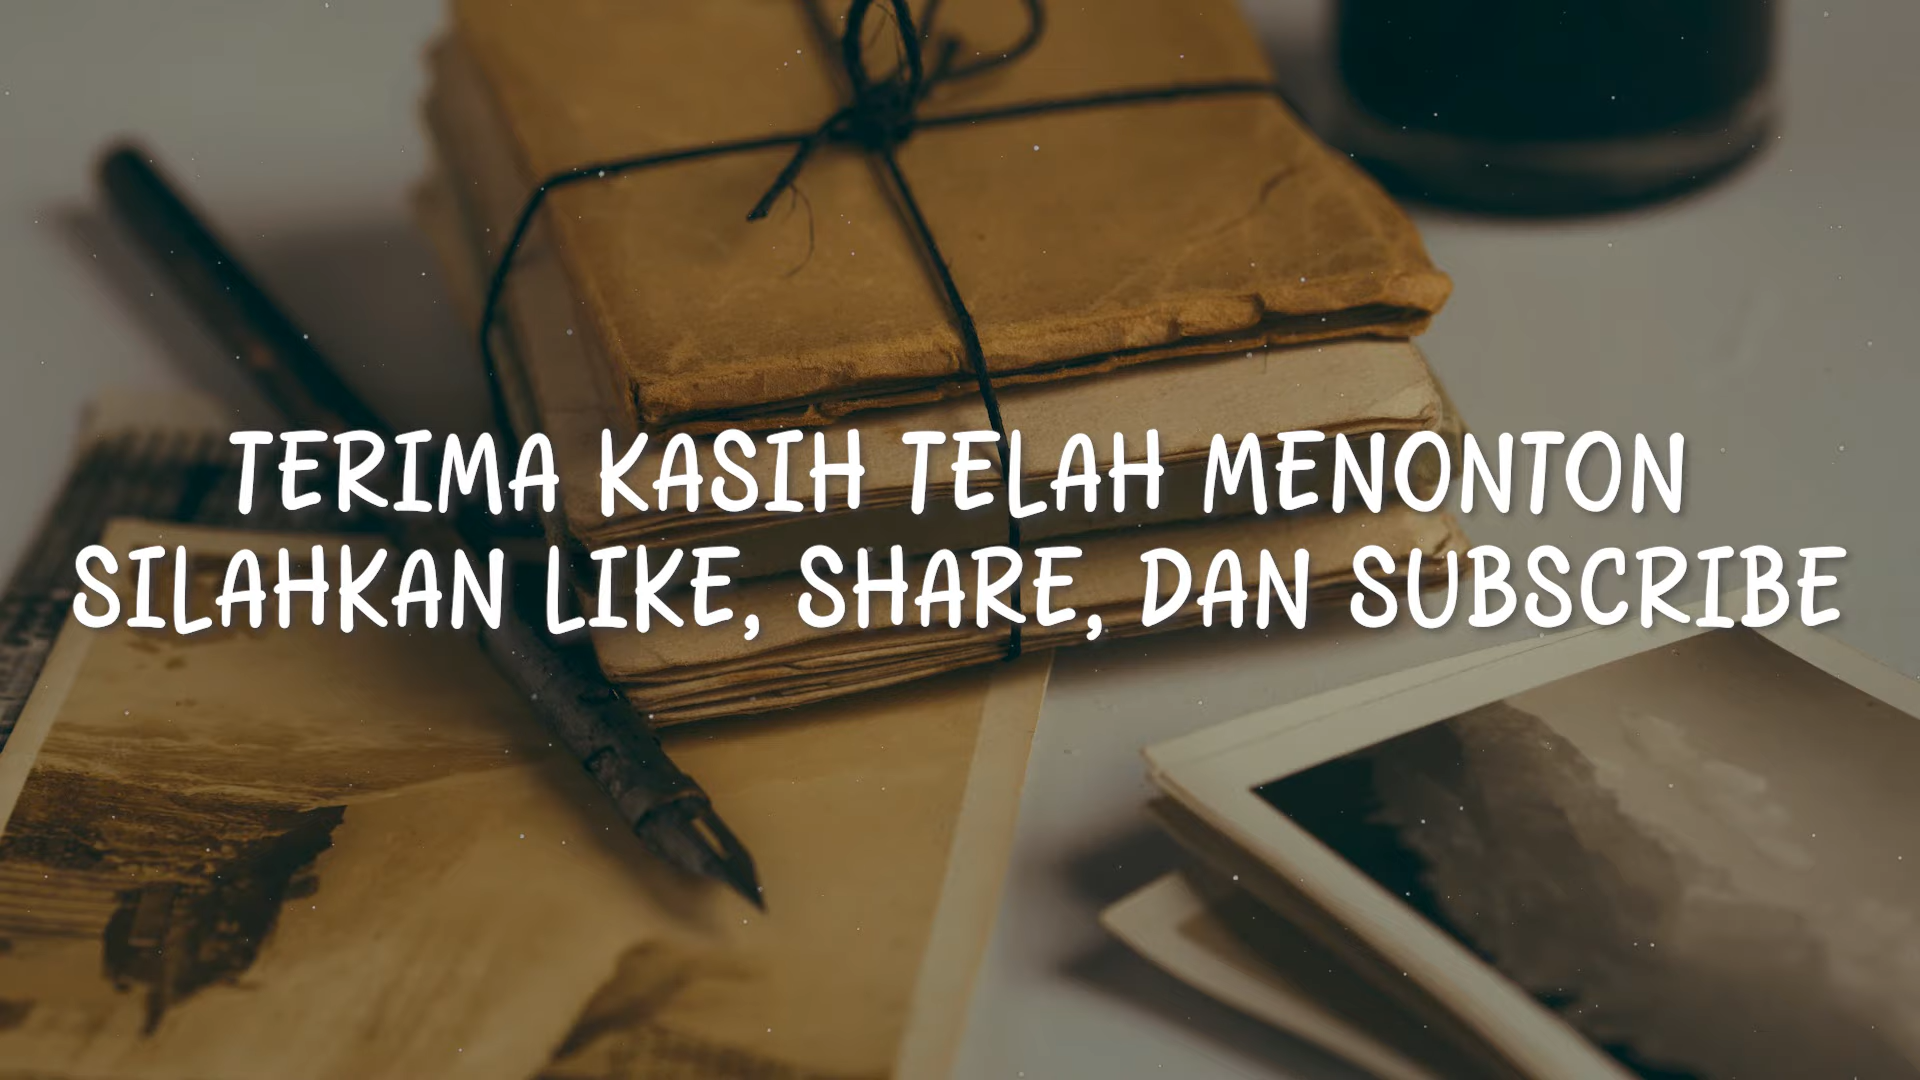 TERIMA KASIH TELAH MENONTON
SILAHKAN LIKE, SHARE, DAN SUBSCRIBE